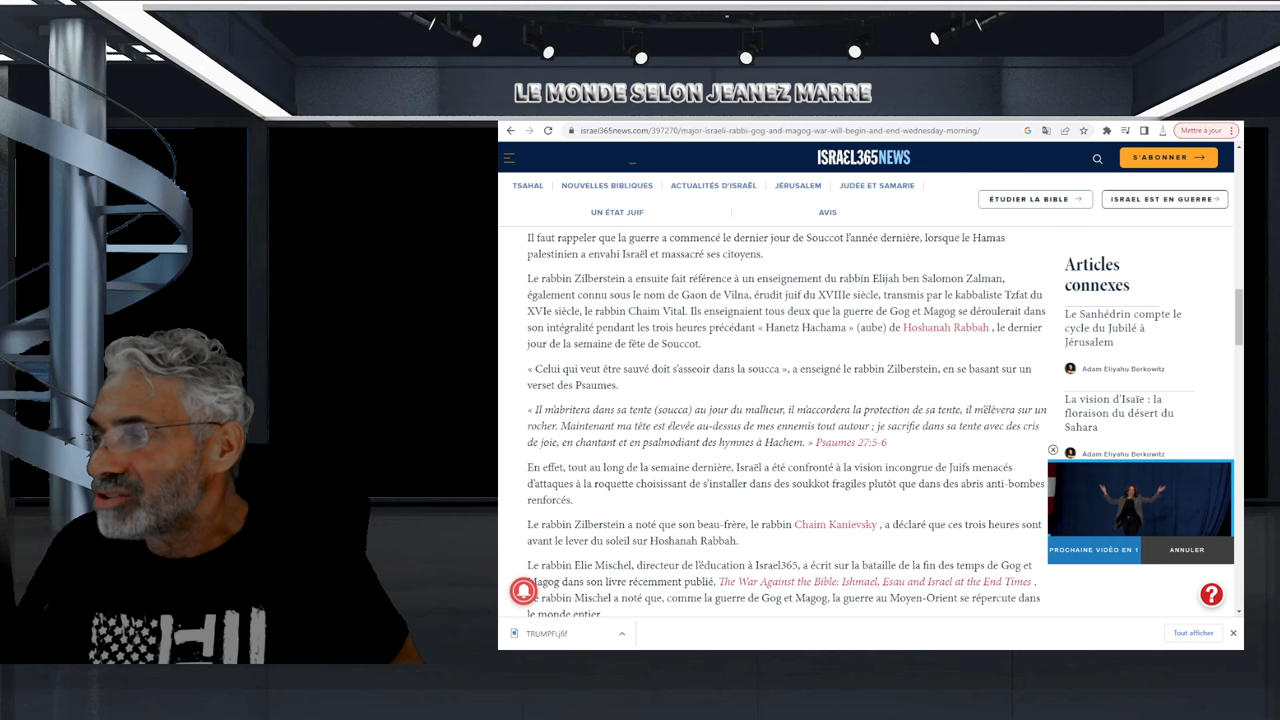 LE MONDE SELON JEANEZ MARRE
israel365news.com/397270/major-israeli-rabbi-gog-and-magog-war-will-begin-and-end-wednesday-morning/
Mettre à jour
ISRAEL365NEWS
S'ABONNER
TSAHAL
NOUVELLES BIBLIQUES
ACTUALITÉS D'ISRAËL
JÉRUSALEM
JUDÉE ET SAMARIE
UN ÉTAT JUIF
AVIS
ÉTUDIER LA BIBLE
ISRAEL EST EN GUERRE
Il faut rappeler que la guerre a commencé le dernier jour de Souccot l'année dernière, lorsque le Hamas
palestinien a envahi Israël et massacré ses citoyens.
Le rabbin Zilberstein a ensuite fait référence à un enseignement du rabbin Elijah ben Salomon Zalman,
également connu sous le nom de Gaon de Vilna, érudit juif du XVIIIe siècle, transmis par le kabbaliste Tzfat du
XVIe siècle, le rabbin Chaim Vital. Ils enseignaient tous deux que la guerre de Gog et Magog se déroulerait dans
son intégralité pendant les trois heures précédant « Hanetz Hachama » (aube) de Hoshanah Rabbah , le dernier
jour de la semaine de fête de Souccot.
« Celui qui veut être sauvé doit s'asseoir dans la soucca », a enseigné le rabbin Zilberstein, en se basant sur un
verset des Psaumes.
« Il m'abritera dans sa tente (soucca) au jour du malheur, il m'accordera la protection de sa tente, il m'élèvera sur un
rocher. Maintenant ma tête est élevée au-dessus de mes ennemis tout autour ; je sacrifie dans sa tente avec des cris
de joie, en chantant et en psalmodiant des hymnes à Hachem. » Psaumes 27:5-6
En effet, tout au long de la semaine dernière, Israël a été confronté à la vision incongrue de Juifs menacés
d'attaques à la roquette choisissant de s'installer dans des soukkot fragiles plutôt que dans des abris anti-bombes
renforcés.
Le rabbin Zilberstein a noté que son beau-frère, le rabbin Chaim Kanievsky , a déclaré que ces trois heures sont
avant le lever du soleil sur Hoshanah Rabbah.
Le rabbin Elie Mischel, directeur de l'éducation à Israel365, a écrit sur la bataille de la fin des temps de Gog et
Magog dans son livre récemment publié, The War Against the Bible: Ishmael, Esau and Israel at the End Times .
Le rabbin Mischel a noté que, comme la guerre de Gog et Magog, la guerre au Moyen-Orient se répercute dans
le monde entier
Articles
connexes
Le Sanhédrin compte le
cycle du Jubilé à
Jérusalem
Adam Eliyahu Berkowitz
La vision d'Isaïe : la
floraison du désert du
Sahara
Adam Eliyahu Berkowitz
PROCHAINE VIDÉO EN 1
ANNULER
?
TRUMPFi.jfif
Tout afficher